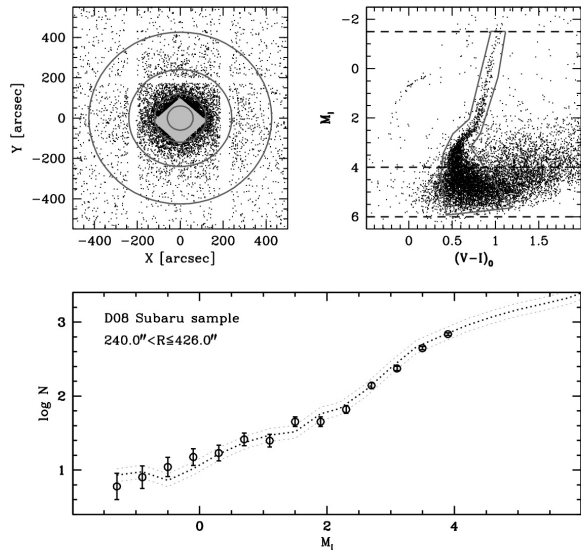 400
200
0
-200
-400
Y [arcsec]
-400 -200 0 200 400
X [arcsec]
-2
0
2
4
6
M_I
0 0.5 1 1.5
(V-I)_0
D08 Subaru sample
240.0"<R≦426.0"
3
2
1
log N
0 2 4
M_I